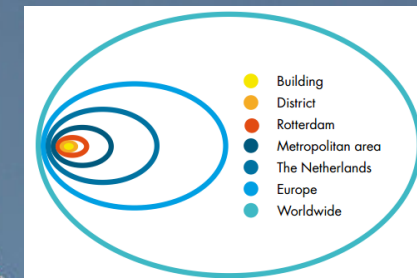 Building
District
Rotterdam
Metropolitan area
The Netherlands
Europe
Worldwide